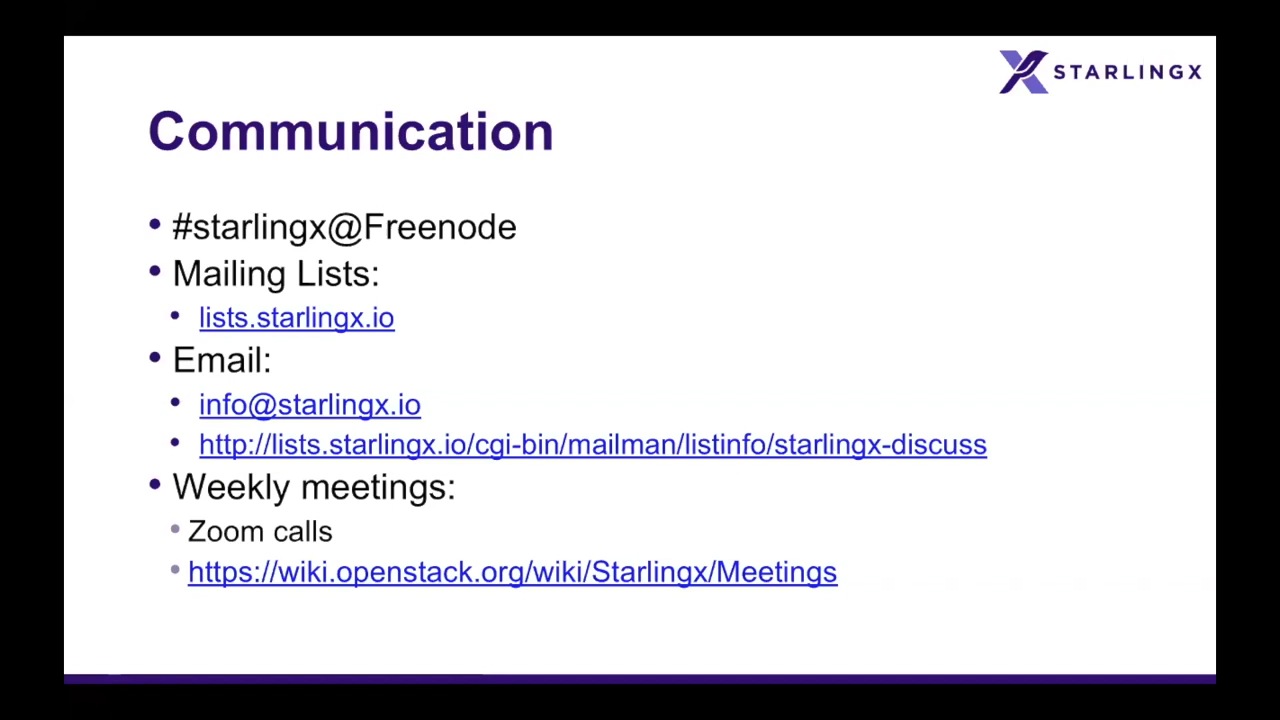 STARLINGX
Communication
• #starlingx@Freenode
• Mailing Lists:
• lists.starlingx.io
• Email:
• info@starlingx.io
• http://lists.starlingx.io/cgi-bin/mailman/listinfo/starlingx-discuss
• Weekly meetings:
• Zoom calls
• https://wiki.openstack.org/wiki/Starlingx/Meetings